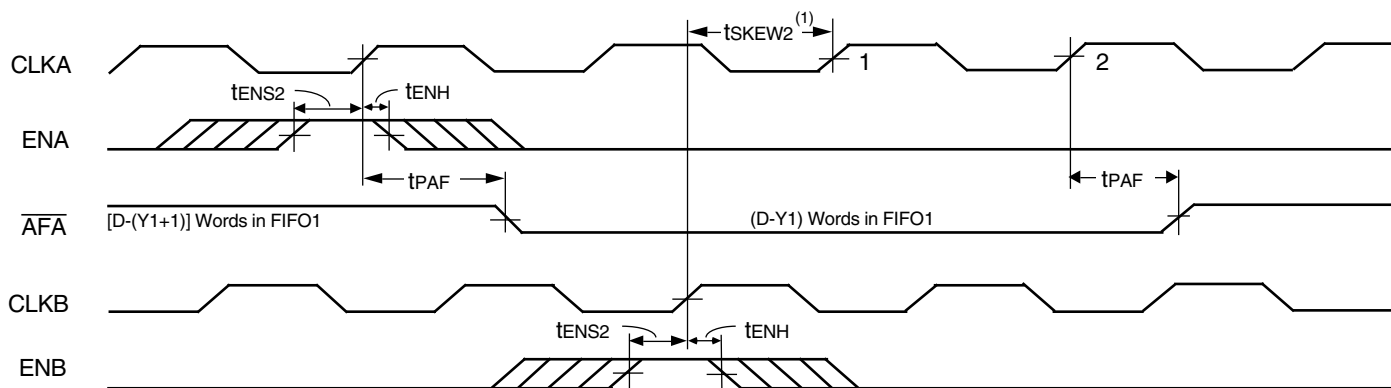 tSKEW2 (1)
CLKA
1
2
tENS2
tENH
ENA
tPAF
tPAF
AFA
[D-(Y1+1)] Words in FIFO1
(D-Y1) Words in FIFO1
CLKB
tENS2
tENH
ENB